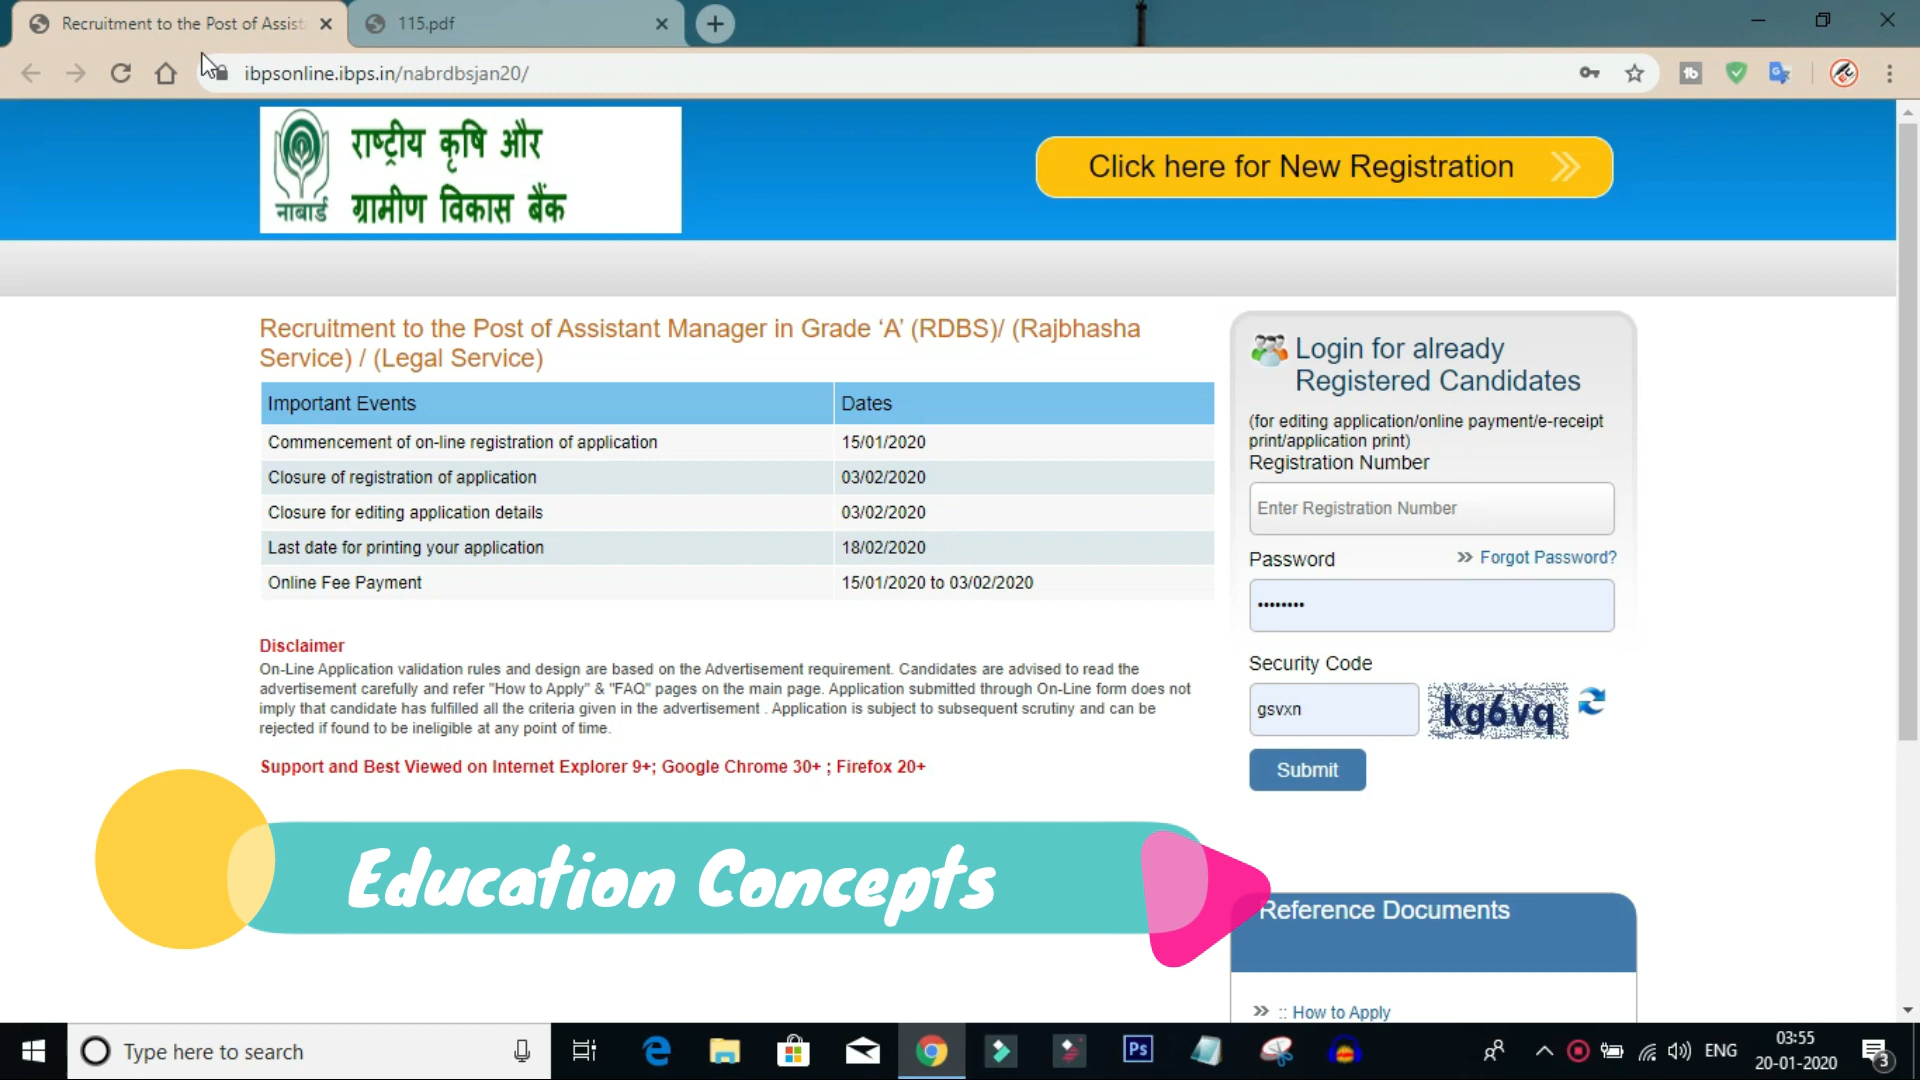 Recruitment to the Post of Assist
115.pdf
ibpsonline.ibps.in/nabrdbsjan20/
राष्ट्रीय कृषि और
ग्रामीण विकास बैंक
नाबार्ड
Click here for New Registration
Recruitment to the Post of Assistant Manager in Grade ‘A’ (RDBS)/ (Rajbhasha
Service) / (Legal Service)
Important Events Dates
Commencement of on-line registration of application 15/01/2020
Closure of registration of application 03/02/2020
Closure for editing application details 03/02/2020
Last date for printing your application 18/02/2020
Online Fee Payment 15/01/2020 to 03/02/2020
Disclaimer
On-Line Application validation rules and design are based on the Advertisement requirement. Candidates are advised to read the
advertisement carefully and refer "How to Apply" & "FAQ" pages on the main page. Application submitted through On-Line form does not
imply that candidate has fulfilled all the criteria given in the advertisement . Application is subject to subsequent scrutiny and can be
rejected if found to be ineligible at any point of time.
Support and Best Viewed on Internet Explorer 9+; Google Chrome 30+ ; Firefox 20+
Login for already
Registered Candidates
(for editing application/online payment/e-receipt
print/application print)
Registration Number
Enter Registration Number
Password
Forgot Password?
Security Code
gsvxn
kg6vq
Submit
Education Concepts
Reference Documents
:: How to Apply
Type here to search
Ps
ENG
03:55
20-01-2020
3